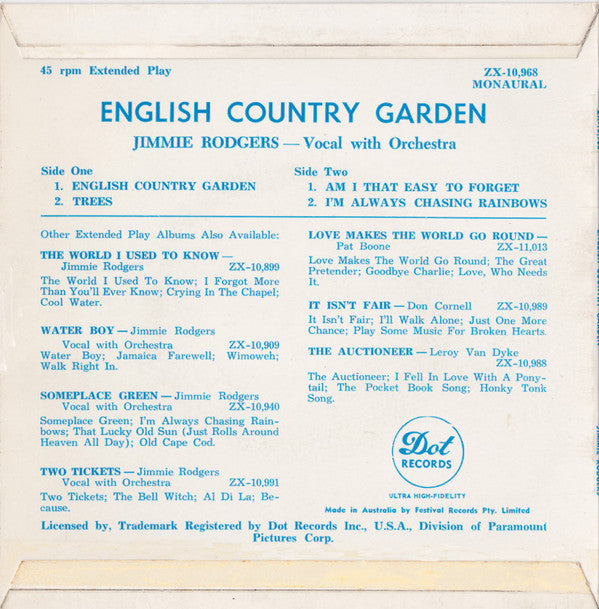 45 rpm Extended Play
ZX-10,968
MONAURAL
ENGLISH COUNTRY GARDEN
JIMMIE RODGERS — Vocal with Orchestra
Side One
1. ENGLISH COUNTRY GARDEN
2. TREES
Side Two
1. AM I THAT EASY TO FORGET
2. I'M ALWAYS CHASING RAINBOWS
Other Extended Play Albums Also Available:
THE WORLD I USED TO KNOW —
Jimmie Rodgers ZX-10,899
The World I Used To Know; I Forgot More
Than You'll Ever Know; Crying In The Chapel;
Cool Water.
WATER BOY — Jimmie Rodgers
Vocal with Orchestra ZX-10,909
Water Boy; Jamaica Farewell; Wimoweh;
Walk Right In.
SOMEPLACE GREEN — Jimmie Rodgers
Vocal with Orchestra ZX-10,940
Someplace Green; I'm Always Chasing Rain-
bows; That Lucky Old Sun (Just Rolls Around
Heaven All Day); Old Cape Cod.
TWO TICKETS — Jimmie Rodgers
Vocal with Orchestra ZX-10,991
Two Tickets; The Bell Witch; Al Di La; Be-
cause.
LOVE MAKES THE WORLD GO ROUND —
Pat Boone ZX-11,013
Love Makes The World Go Round; The Great
Pretender; Goodbye Charlie; Love, Who Needs
It.
IT ISN'T FAIR — Don Cornell ZX-10,989
It Isn't Fair; I'll Walk Alone; Just One More
Chance; Play Some Music For Broken Hearts.
THE AUCTIONEER — Leroy Van Dyke
ZX-10,988
The Auctioneer; I Fell In Love With A Pony-
tail; The Pocket Book Song; Honky Tonk
Song.
Dot
RECORDS
ULTRA HIGH-FIDELITY
Made in Australia by Festival Records Pty. Limited
Licensed by, Trademark Registered by Dot Records Inc., U.S.A., Division of Paramount
Pictures Corp.